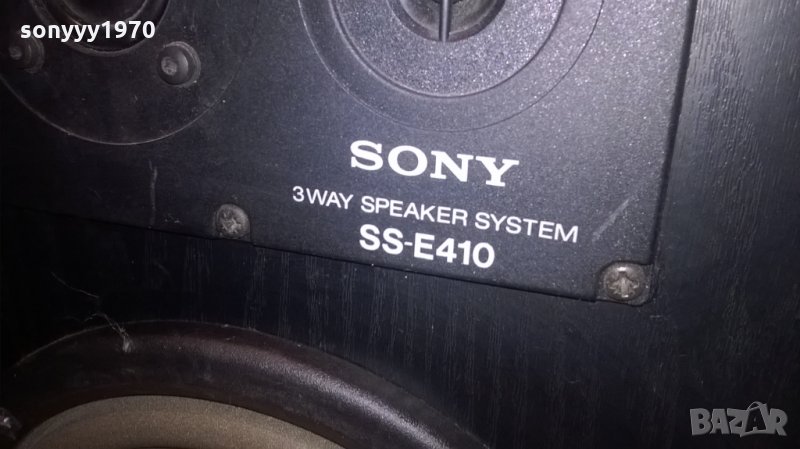 sonyyy1970
SONY
3WAY SPEAKER SYSTEM
SS-E410
BAZAR